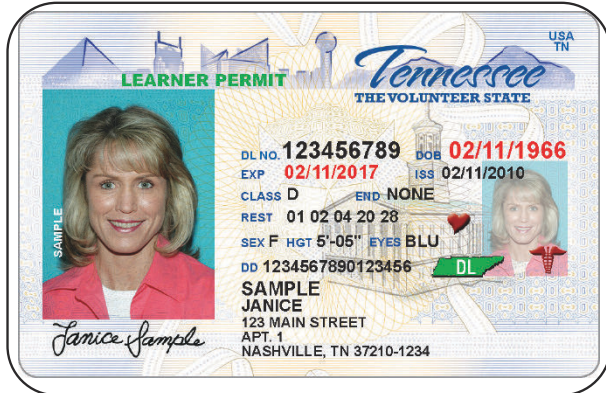 USA
TN
LEARNER PERMIT
Tennessee
THE VOLUNTEER STATE
DL NO. 123456789 DOB 02/11/1966
EXP 02/11/2017 ISS 02/11/2010
CLASS D END NONE
REST 01 02 04 20 28
SEX F HGT 5'-05" EYES BLU
DD 1234567890123456
DL
SAMPLE
JANICE
123 MAIN STREET
APT. 1
NASHVILLE, TN 37210-1234
SAMPLE
Janice Sample